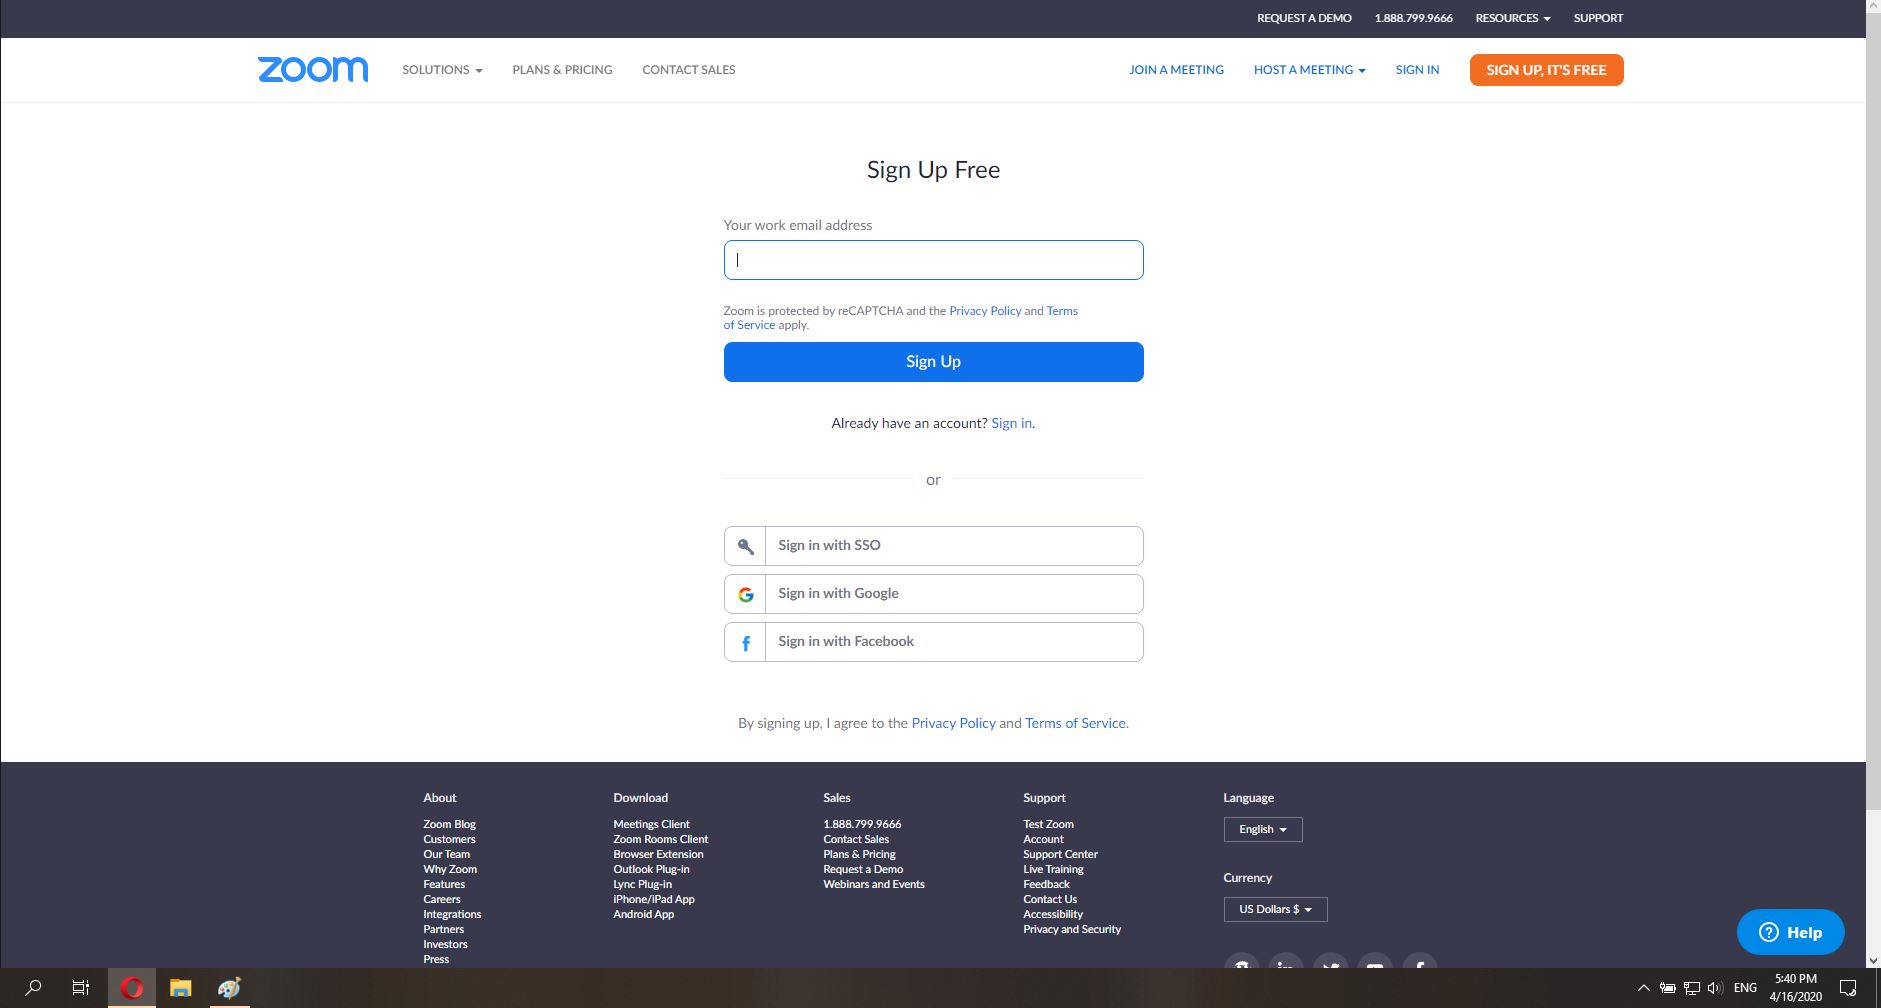 REQUEST A DEMO 1.888.799.9666 RESOURCES SUPPORT
zoom SOLUTIONS PLANS & PRICING CONTACT SALES JOIN A MEETING HOST A MEETING SIGN IN SIGN UP, IT'S FREE
Sign Up Free
Your work email address
Zoom is protected by reCAPTCHA and the Privacy Policy and Terms
of Service apply.
Sign Up
Already have an account? Sign in.
or
Sign in with SSO
Sign in with Google
Sign in with Facebook
By signing up, I agree to the Privacy Policy and Terms of Service.
About
Zoom Blog
Customers
Our Team
Why Zoom
Features
Careers
Integrations
Partners
Investors
Press
Download
Meetings Client
Zoom Rooms Client
Browser Extension
Outlook Plug-in
Lync Plug-in
iPhone/iPad App
Android App
Sales
1.888.799.9666
Contact Sales
Plans & Pricing
Request a Demo
Webinars and Events
Support
Test Zoom
Account
Support Center
Live Training
Feedback
Contact Us
Accessibility
Privacy and Security
Language
English
Currency
US Dollars $
Help
ENG
5:40 PM
4/16/2020